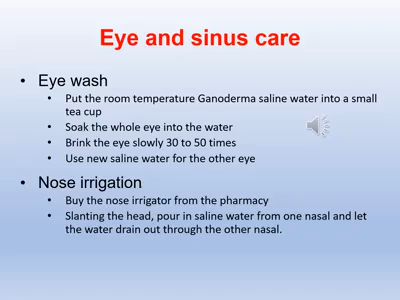 Eye and sinus care
• Eye wash
• Put the room temperature Ganoderma saline water into a small
tea cup
• Soak the whole eye into the water
• Brink the eye slowly 30 to 50 times
• Use new saline water for the other eye
• Nose irrigation
• Buy the nose irrigator from the pharmacy
• Slanting the head, pour in saline water from one nasal and let
the water drain out through the other nasal.